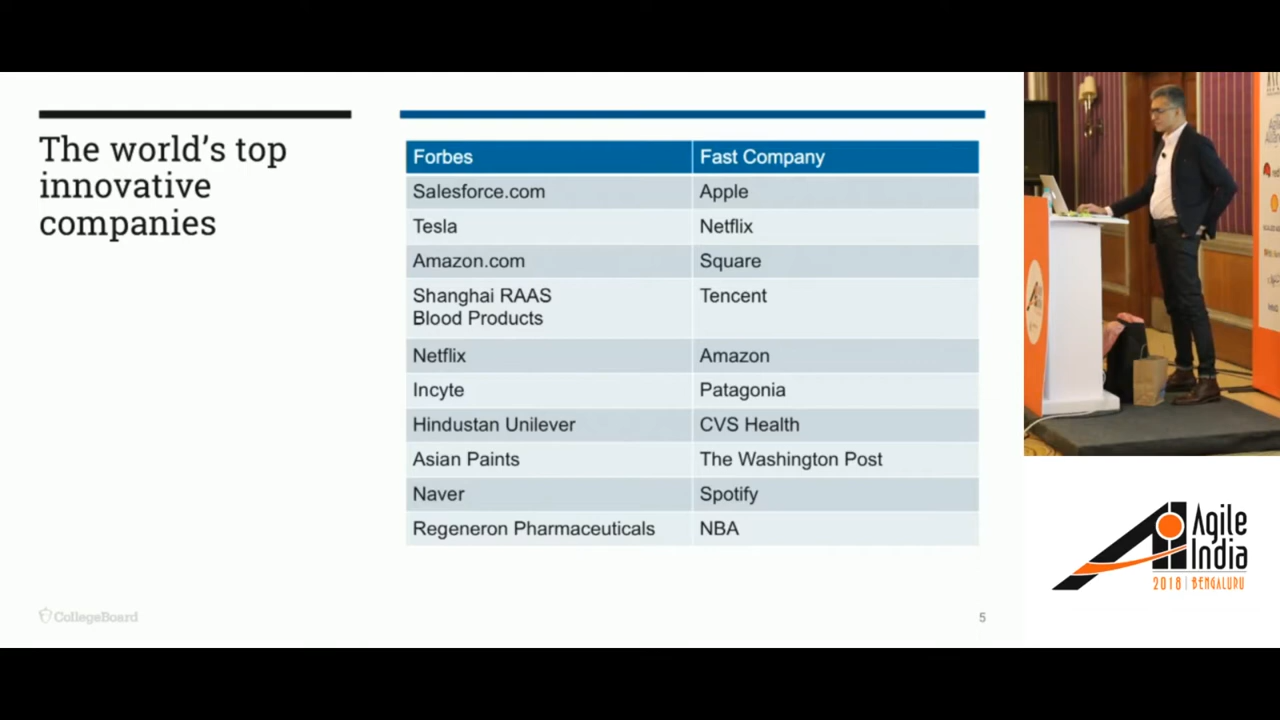 The world's top
innovative
companies
Forbes
Fast Company
Salesforce.com
Apple
Tesla
Netflix
Amazon.com
Square
Shanghai RAAS
Blood Products
Tencent
Netflix
Amazon
Incyte
Patagonia
Hindustan Unilever
CVS Health
Asian Paints
The Washington Post
Naver
Spotify
Regeneron Pharmaceuticals
NBA
CollegeBoard
5
Agile
India
2018 | BENGALURU